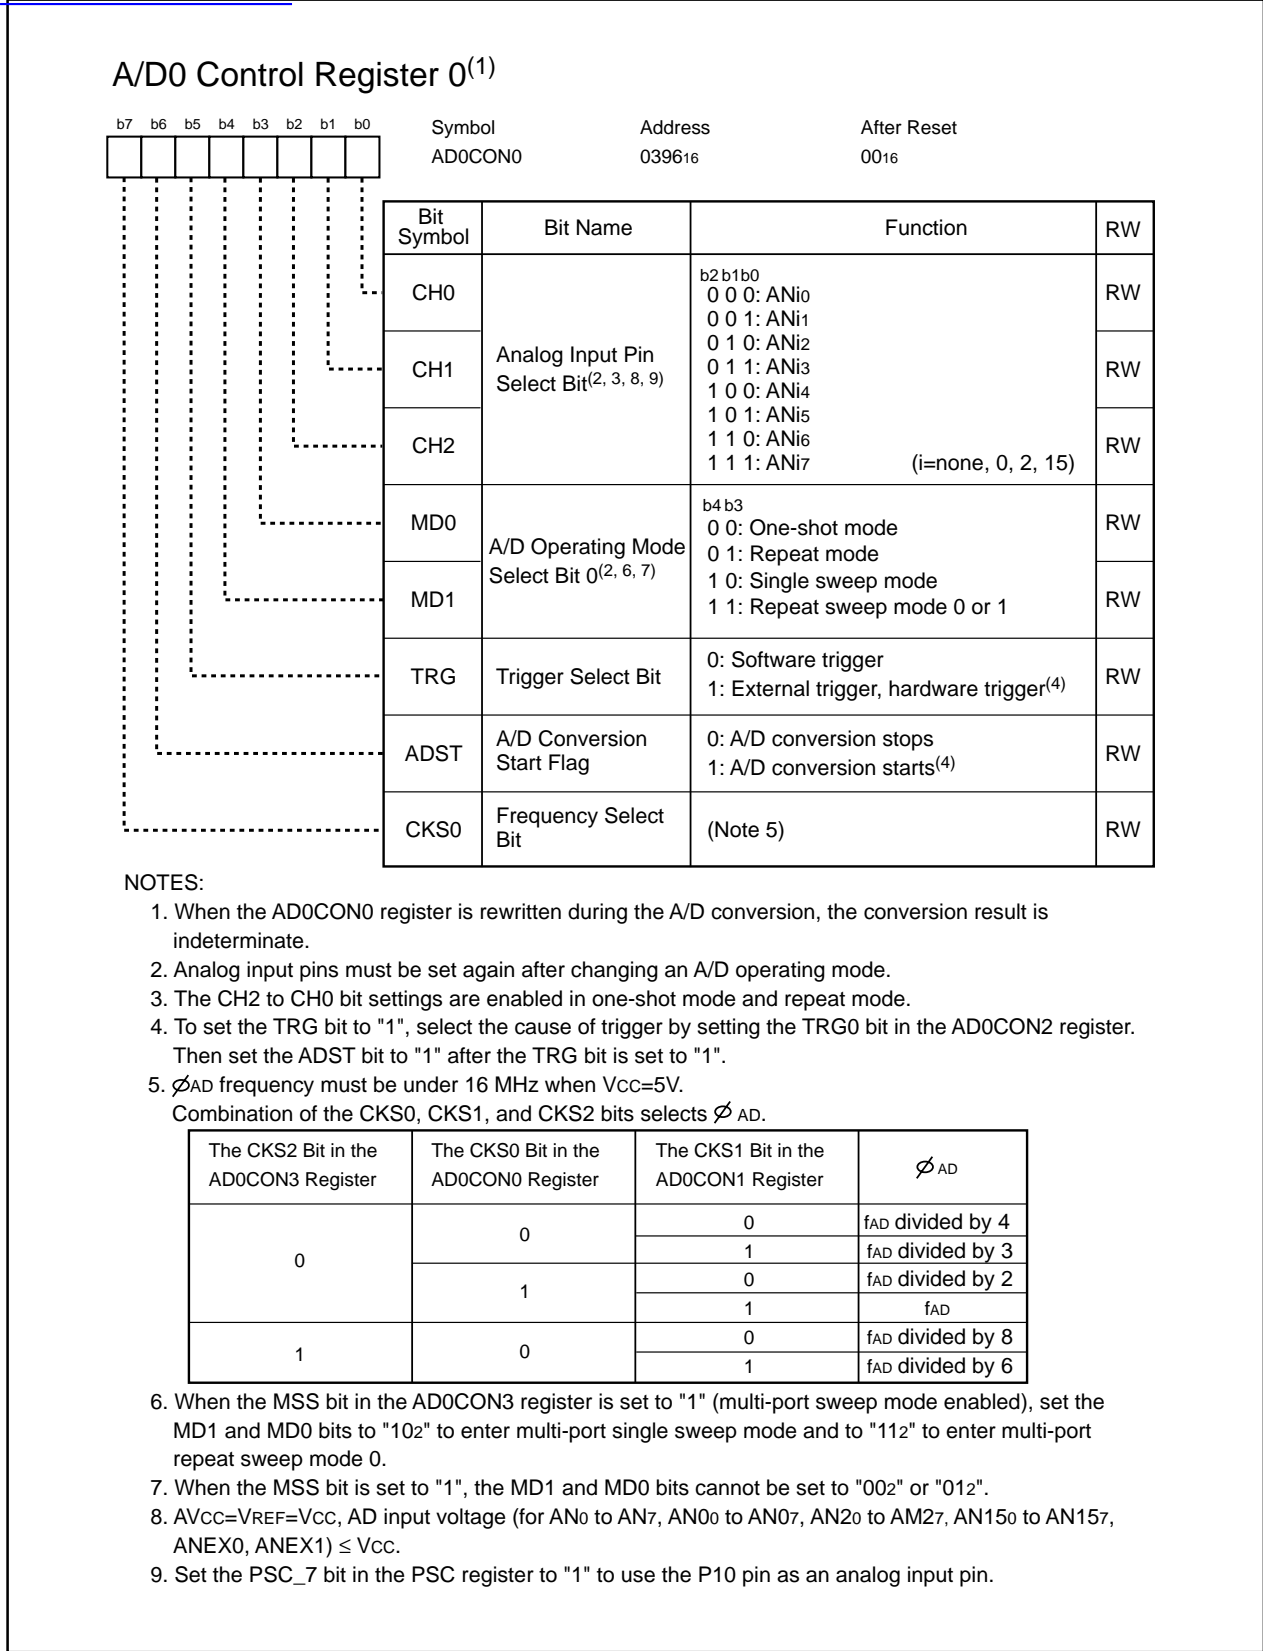 A/D0 Control Register 0(1)
b7 b6 b5 b4 b3 b2 b1 b0
Symbol Address After Reset
AD0CON0 039616 0016
Bit Symbol Bit Name Function RW
CH0 RW
CH1 RW
CH2 RW
Analog Input Pin
Select Bit(2, 3, 8, 9)
b2 b1 b0
0 0 0: ANi0
0 0 1: ANi1
0 1 0: ANi2
0 1 1: ANi3
1 0 0: ANi4
1 0 1: ANi5
1 1 0: ANi6
1 1 1: ANi7 (i=none, 0, 2, 15)
MD0 RW
MD1 RW
A/D Operating Mode
Select Bit 0(2, 6, 7)
b4 b3
0 0: One-shot mode
0 1: Repeat mode
1 0: Single sweep mode
1 1: Repeat sweep mode 0 or 1
TRG Trigger Select Bit
0: Software trigger
1: External trigger, hardware trigger(4)
RW
ADST
A/D Conversion
Start Flag
0: A/D conversion stops
1: A/D conversion starts(4)
RW
CKS0
Frequency Select
Bit
(Note 5)
RW
NOTES:
1. When the AD0CON0 register is rewritten during the A/D conversion, the conversion result is
indeterminate.
2. Analog input pins must be set again after changing an A/D operating mode.
3. The CH2 to CH0 bit settings are enabled in one-shot mode and repeat mode.
4. To set the TRG bit to "1", select the cause of trigger by setting the TRG0 bit in the AD0CON2 register.
Then set the ADST bit to "1" after the TRG bit is set to "1".
5. ØAD frequency must be under 16 MHz when VCC=5V.
Combination of the CKS0, CKS1, and CKS2 bits selects Ø AD.
The CKS2 Bit in the
AD0CON3 Register
The CKS0 Bit in the
AD0CON0 Register
The CKS1 Bit in the
AD0CON1 Register
Ø AD
0 0 0 fAD divided by 4
1 fAD divided by 3
1 0 fAD divided by 2
1 fAD
1 0 0 fAD divided by 8
1 fAD divided by 6
6. When the MSS bit in the AD0CON3 register is set to "1" (multi-port sweep mode enabled), set the
MD1 and MD0 bits to "102" to enter multi-port single sweep mode and to "112" to enter multi-port
repeat sweep mode 0.
7. When the MSS bit is set to "1", the MD1 and MD0 bits cannot be set to "002" or "012".
8. AVCC=VREF=VCC, AD input voltage (for AN0 to AN7, AN00 to AN07, AN20 to AM27, AN150 to AN157,
ANEX0, ANEX1) ≤ VCC.
9. Set the PSC_7 bit in the PSC register to "1" to use the P10 pin as an analog input pin.